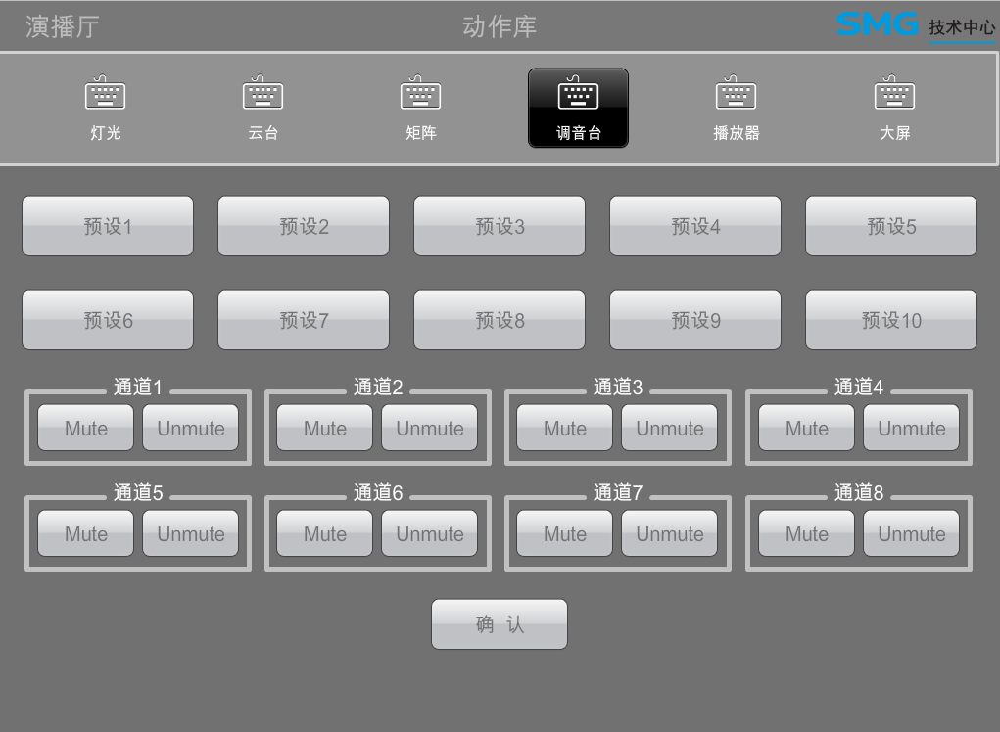 演播厅 动作库 SMG 技术中心
灯光 云台 矩阵 调音台 播放器 大屏
预设1 预设2 预设3 预设4 预设5
预设6 预设7 预设8 预设9 预设10
通道1 通道2 通道3 通道4
Mute Unmute Mute Unmute Mute Unmute Mute Unmute
通道5 通道6 通道7 通道8
Mute Unmute Mute Unmute Mute Unmute Mute Unmute
确 认